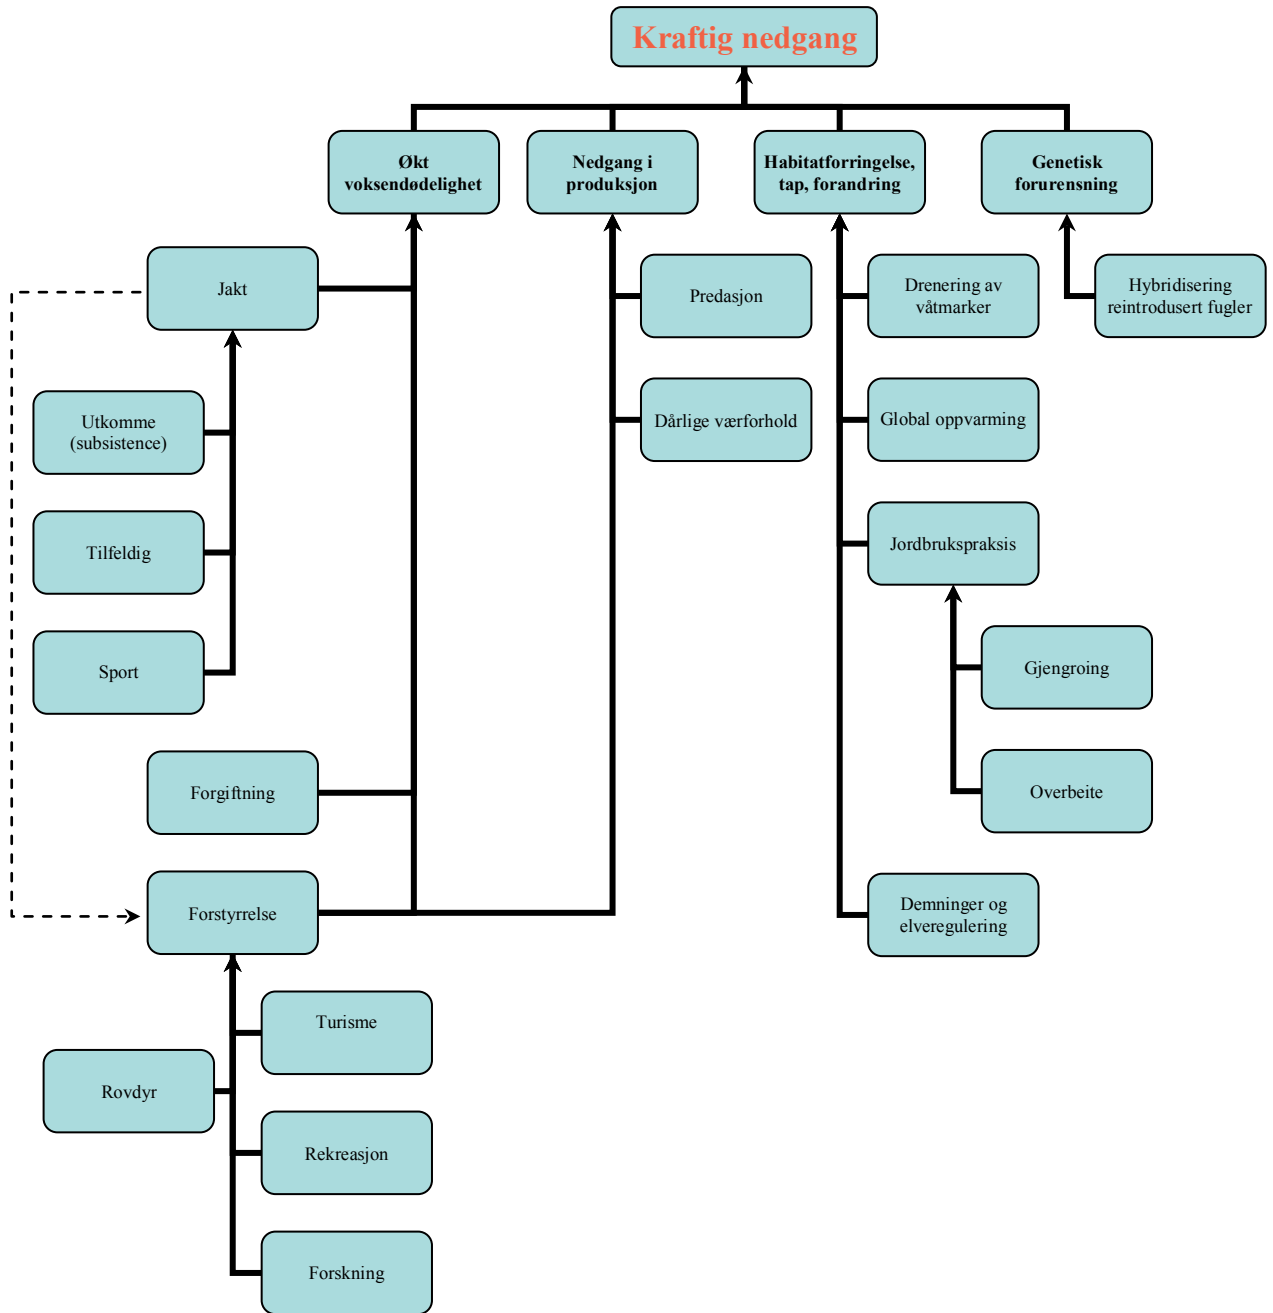 Kraftig nedgang
Økt
voksendødelighet
Nedgang i
produksjon
Habitatforringelse,
tap, forandring
Genetisk
forurensning
Jakt
Predasjon
Drenering av
våtmarker
Hybridisering
reintrodusert fugler
Utkomme
(subsistence)
Dårlige værforhold
Global oppvarming
Tilfeldig
Jordbrukspraksis
Sport
Gjengroing
Forgiftning
Overbeite
Forstyrrelse
Demninger og
elveregulering
Turisme
Rovdyr
Rekreasjon
Forskning